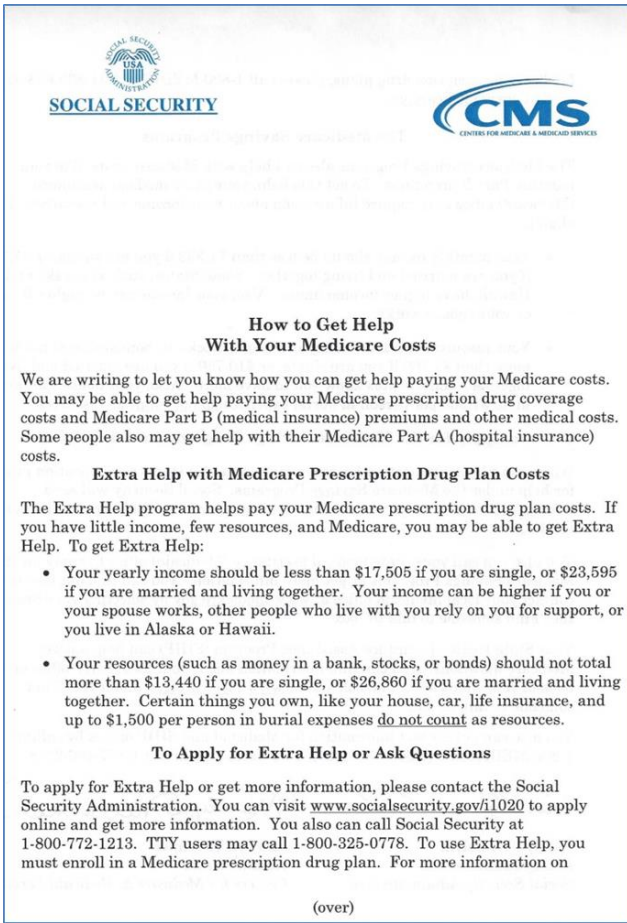 SOCIAL SECURITY ADMINISTRATION
USA
SOCIAL SECURITY
CMS
CENTERS FOR MEDICARE & MEDICAID SERVICES
How to Get Help
With Your Medicare Costs
We are writing to let you know how you can get help paying your Medicare costs.
You may be able to get help paying your Medicare prescription drug coverage
costs and Medicare Part B (medical insurance) premiums and other medical costs.
Some people also may get help with their Medicare Part A (hospital insurance)
costs.
Extra Help with Medicare Prescription Drug Plan Costs
The Extra Help program helps pay your Medicare prescription drug plan costs. If
you have little income, few resources, and Medicare, you may be able to get Extra
Help. To get Extra Help:
• Your yearly income should be less than $17,505 if you are single, or $23,595
if you are married and living together. Your income can be higher if you or
your spouse works, other people who live with you rely on you for support, or
you live in Alaska or Hawaii.
• Your resources (such as money in a bank, stocks, or bonds) should not total
more than $13,440 if you are single, or $26,860 if you are married and living
together. Certain things you own, like your house, car, life insurance, and
up to $1,500 per person in burial expenses do not count as resources.
To Apply for Extra Help or Ask Questions
To apply for Extra Help or get more information, please contact the Social
Security Administration. You can visit www.socialsecurity.gov/i1020 to apply
online and get more information. You also can call Social Security at
1-800-772-1213. TTY users may call 1-800-325-0778. To use Extra Help, you
must enroll in a Medicare prescription drug plan. For more information on
(over)